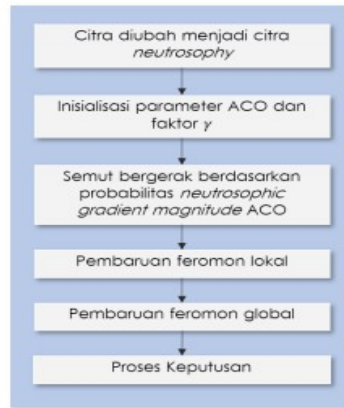 Citra diubah menjadi citra
neutrosophy
Inisialisasi parameter ACO dan
faktor γ
Semut bergerak berdasarkan
probabilitas neutrosophic
gradient magnitude ACO
Pembaruan feromon lokal
Pembaruan feromon global
Proses Keputusan